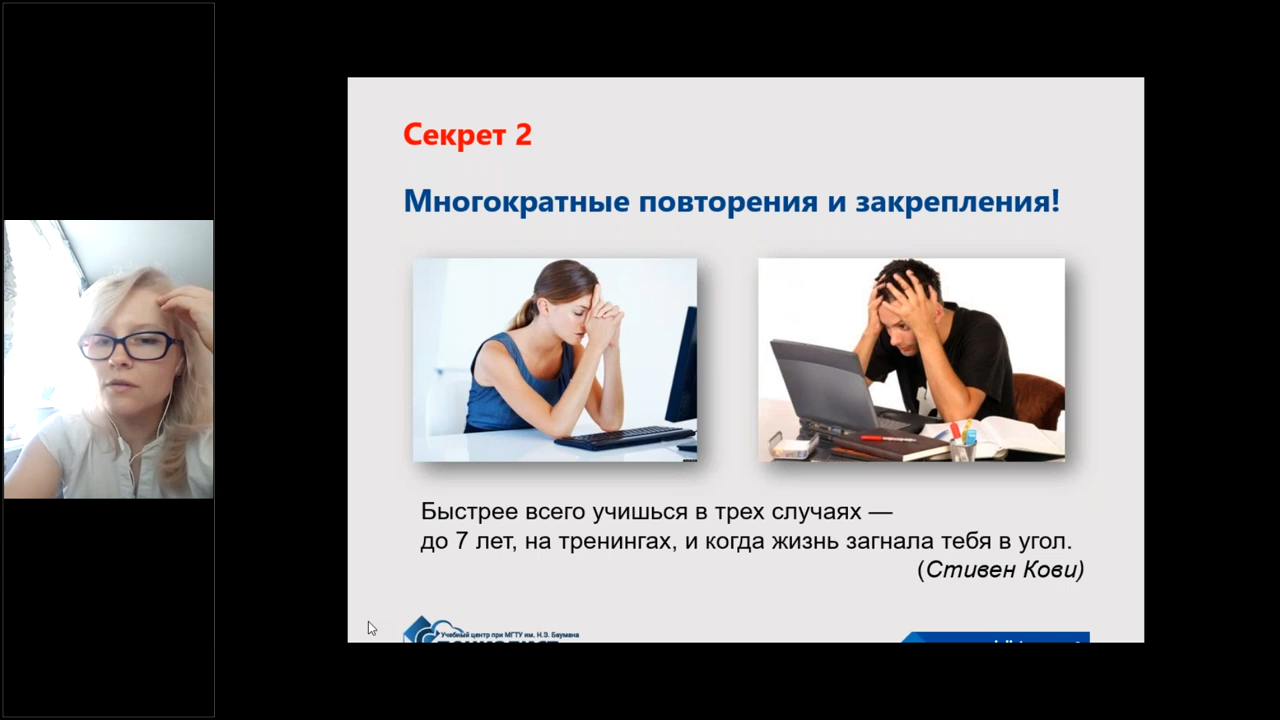 Секрет 2
Многократные повторения и закрепления!
Быстрее всего учишься в трех случаях —
до 7 лет, на тренингах, и когда жизнь загнала тебя в угол.
(Стивен Кови)
Учебный центр при МГТУ им. Н.Э. Баумана